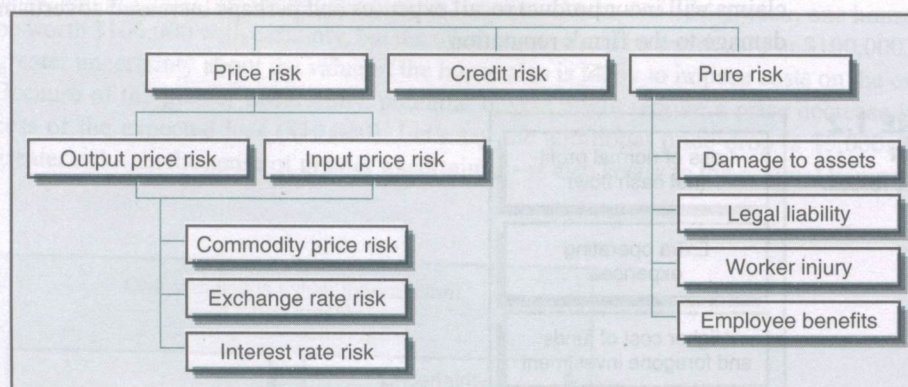 Price risk
Credit risk
Pure risk
Output price risk
Input price risk
Commodity price risk
Exchange rate risk
Interest rate risk
Damage to assets
Legal liability
Worker injury
Employee benefits